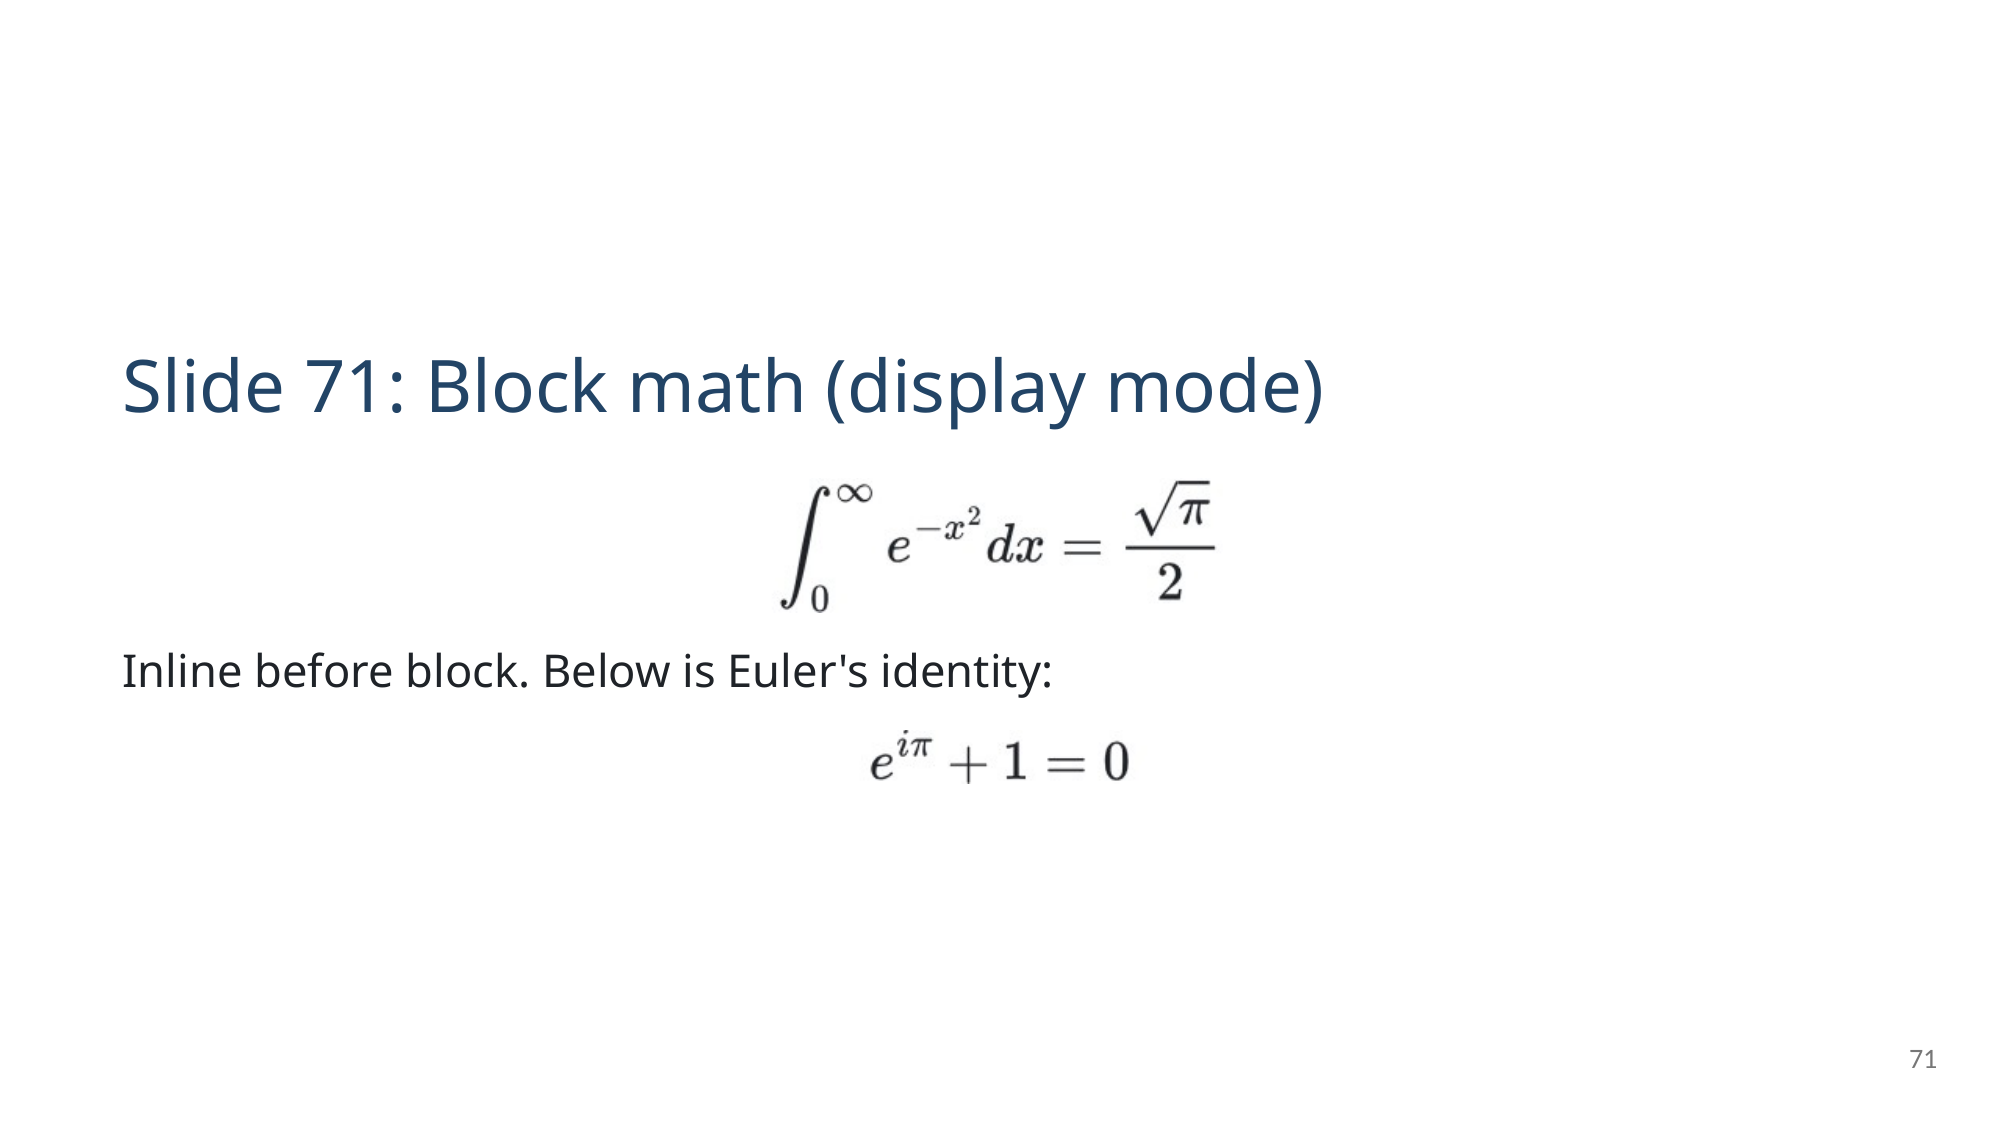 Slide 71: Block math (display mode)
∫₀^∞ e^{-x²} dx = √π / 2
Inline before block. Below is Euler's identity:
e^{iπ} + 1 = 0
71